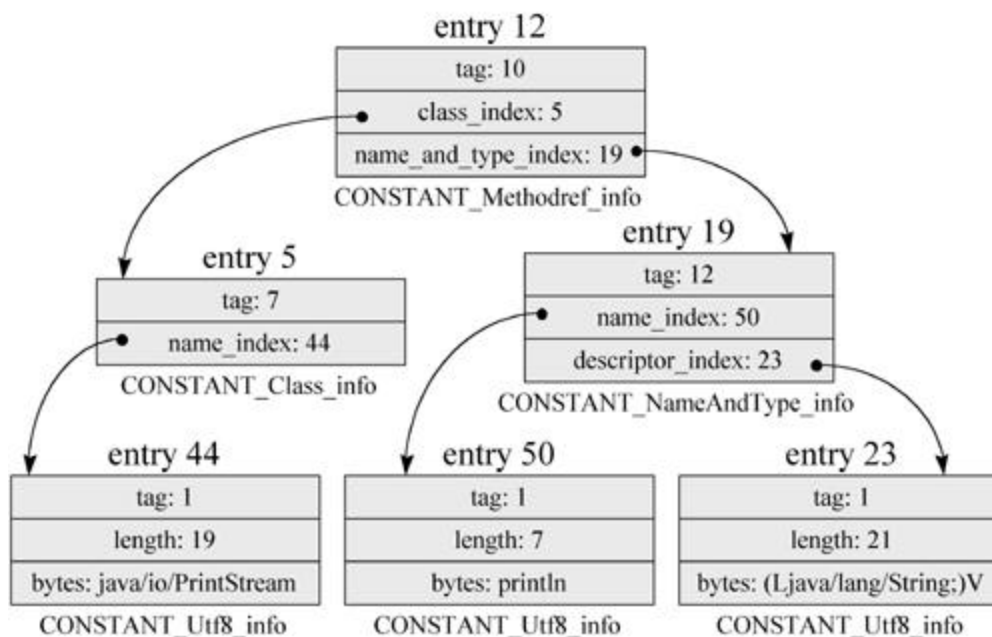 entry 12
tag: 10
class_index: 5
name_and_type_index: 19
CONSTANT_Methodref_info
entry 5
tag: 7
name_index: 44
CONSTANT_Class_info
entry 19
tag: 12
name_index: 50
descriptor_index: 23
CONSTANT_NameAndType_info
entry 44
tag: 1
length: 19
bytes: java/io/PrintStream
CONSTANT_Utf8_info
entry 50
tag: 1
length: 7
bytes: println
CONSTANT_Utf8_info
entry 23
tag: 1
length: 21
bytes: (Ljava/lang/String;)V
CONSTANT_Utf8_info